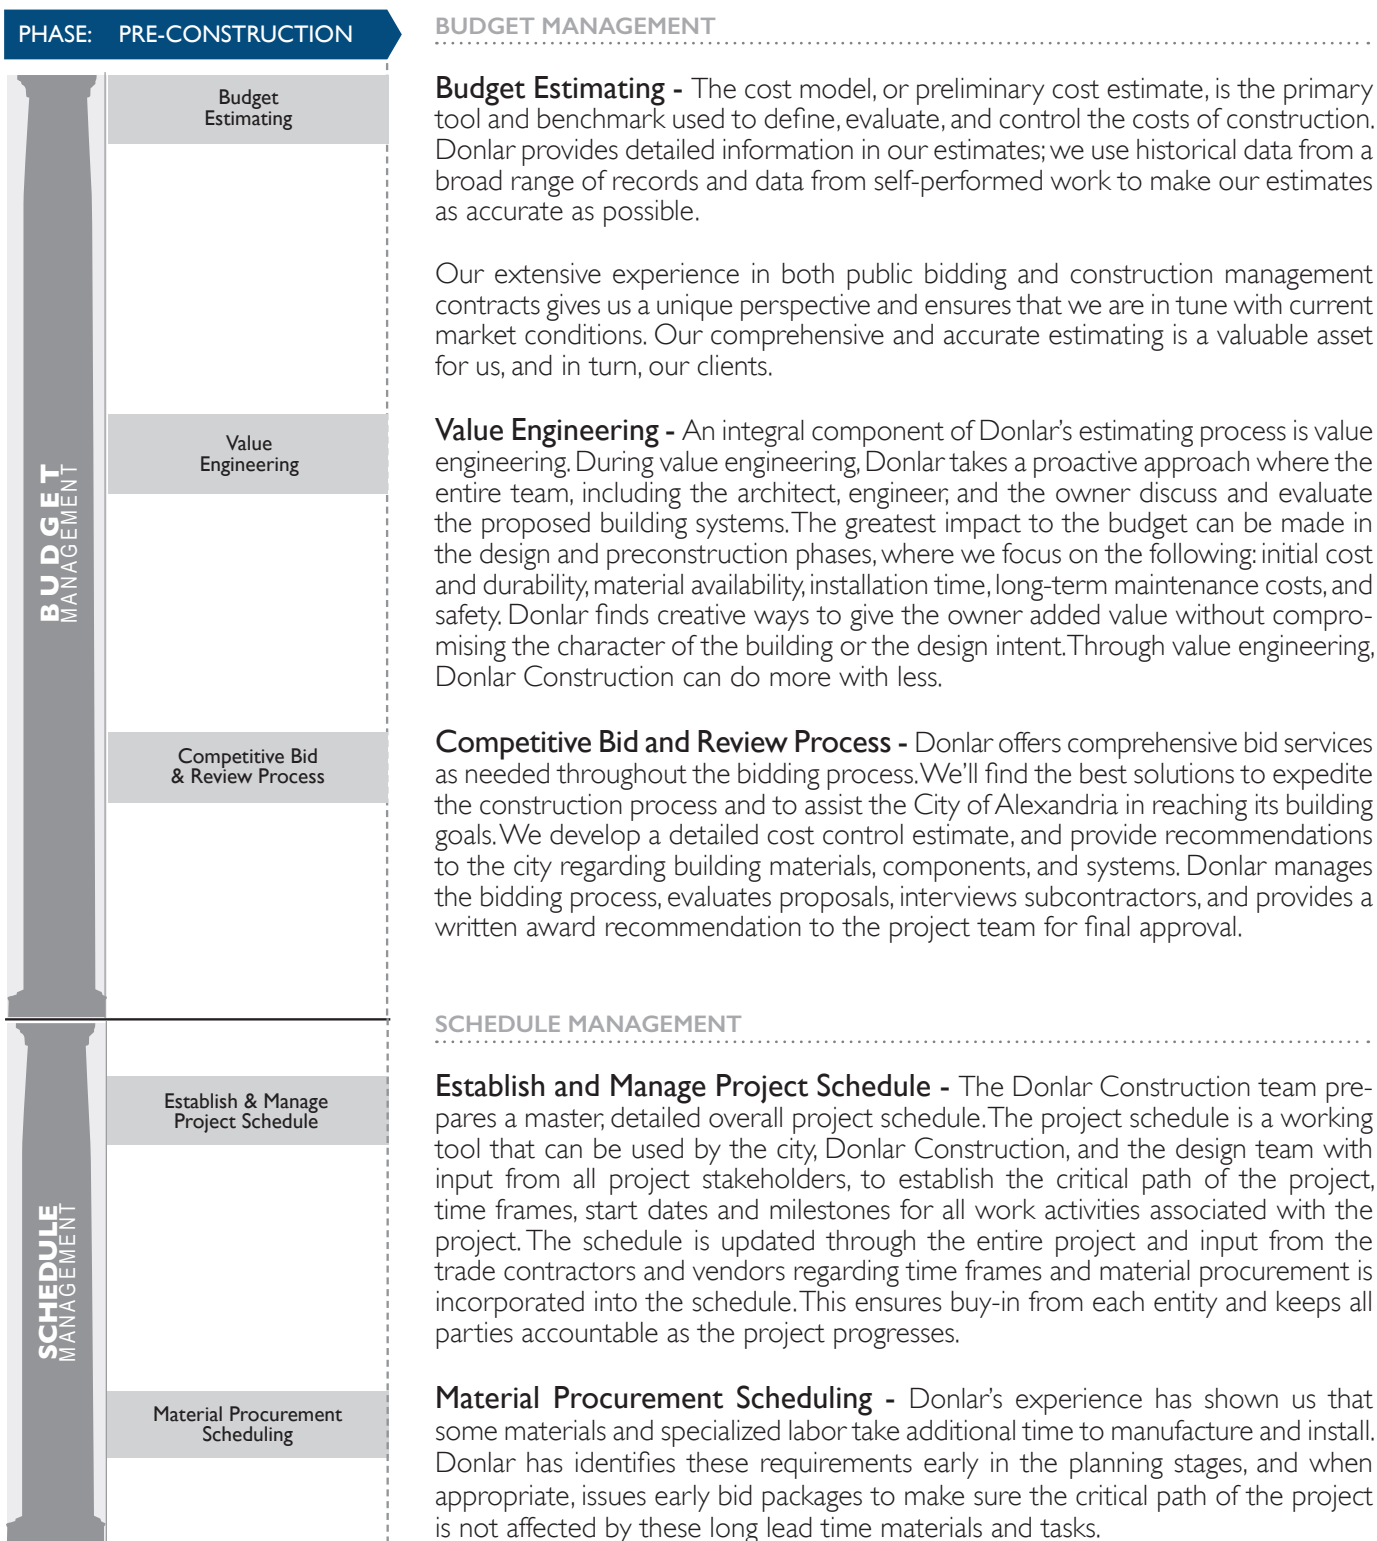 PHASE: PRE-CONSTRUCTION
Budget
Estimating
Value
Engineering
Competitive Bid
& Review Process
BUDGET
MANAGEMENT
Establish & Manage
Project Schedule
Material Procurement
Scheduling
SCHEDULE
MANAGEMENT
BUDGET MANAGEMENT
Budget Estimating - The cost model, or preliminary cost estimate, is the primary
tool and benchmark used to define, evaluate, and control the costs of construction.
Donlar provides detailed information in our estimates; we use historical data from a
broad range of records and data from self-performed work to make our estimates
as accurate as possible.
Our extensive experience in both public bidding and construction management
contracts gives us a unique perspective and ensures that we are in tune with current
market conditions. Our comprehensive and accurate estimating is a valuable asset
for us, and in turn, our clients.
Value Engineering - An integral component of Donlar's estimating process is value
engineering. During value engineering, Donlar takes a proactive approach where the
entire team, including the architect, engineer, and the owner discuss and evaluate
the proposed building systems. The greatest impact to the budget can be made in
the design and preconstruction phases, where we focus on the following: initial cost
and durability, material availability, installation time, long-term maintenance costs, and
safety. Donlar finds creative ways to give the owner added value without compro-
mising the character of the building or the design intent. Through value engineering,
Donlar Construction can do more with less.
Competitive Bid and Review Process - Donlar offers comprehensive bid services
as needed throughout the bidding process. We'll find the best solutions to expedite
the construction process and to assist the City of Alexandria in reaching its building
goals. We develop a detailed cost control estimate, and provide recommendations
to the city regarding building materials, components, and systems. Donlar manages
the bidding process, evaluates proposals, interviews subcontractors, and provides a
written award recommendation to the project team for final approval.
SCHEDULE MANAGEMENT
Establish and Manage Project Schedule - The Donlar Construction team pre-
pares a master, detailed overall project schedule. The project schedule is a working
tool that can be used by the city, Donlar Construction, and the design team with
input from all project stakeholders, to establish the critical path of the project,
time frames, start dates and milestones for all work activities associated with the
project. The schedule is updated through the entire project and input from the
trade contractors and vendors regarding time frames and material procurement is
incorporated into the schedule. This ensures buy-in from each entity and keeps all
parties accountable as the project progresses.
Material Procurement Scheduling - Donlar's experience has shown us that
some materials and specialized labor take additional time to manufacture and install.
Donlar has identifies these requirements early in the planning stages, and when
appropriate, issues early bid packages to make sure the critical path of the project
is not affected by these long lead time materials and tasks.